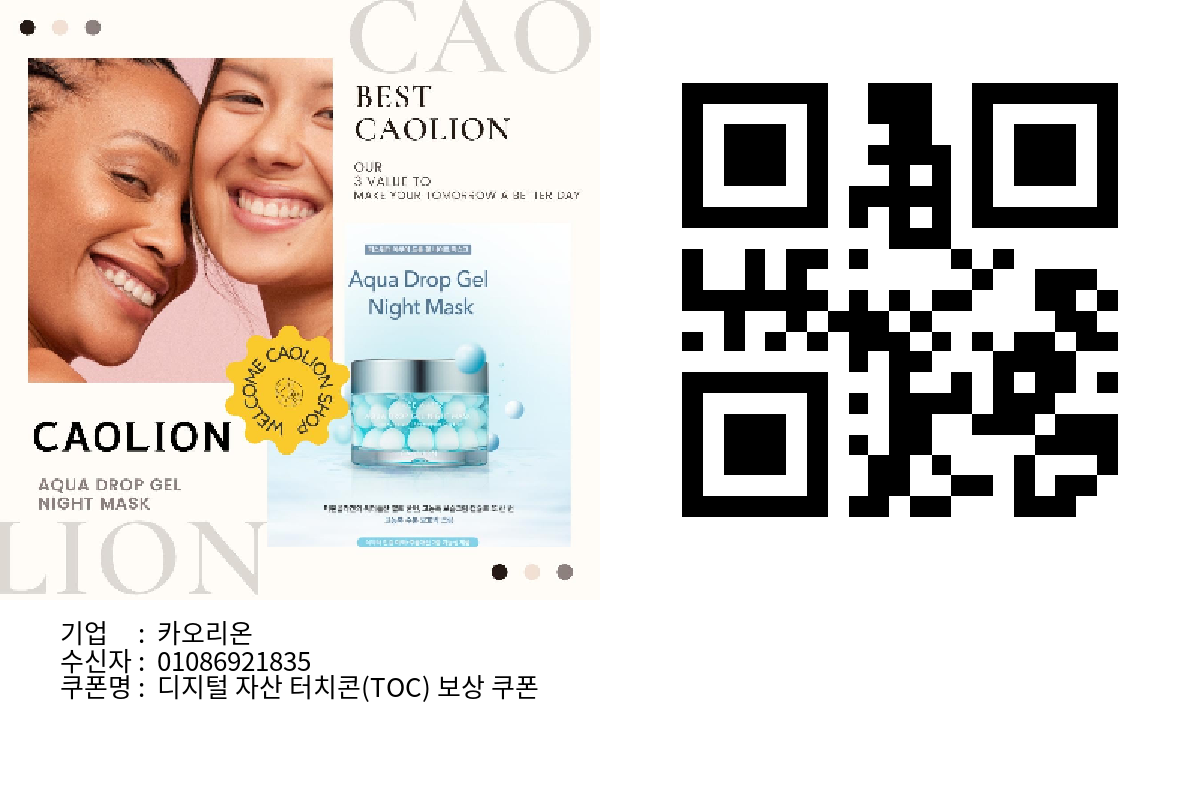 CAO
BEST
CAOLION
OUR
3 VALUE TO
MAKE YOUR TOMORROW A BETTER DAY
Aqua Drop Gel
Night Mask
WELCOME CAOLION SHOP
CAOLION
AQUA DROP GEL
NIGHT MASK
LION
기업 : 카오리온
수신자 : 01086921835
쿠폰명 : 디지털 자산 터치콘(TOC) 보상 쿠폰